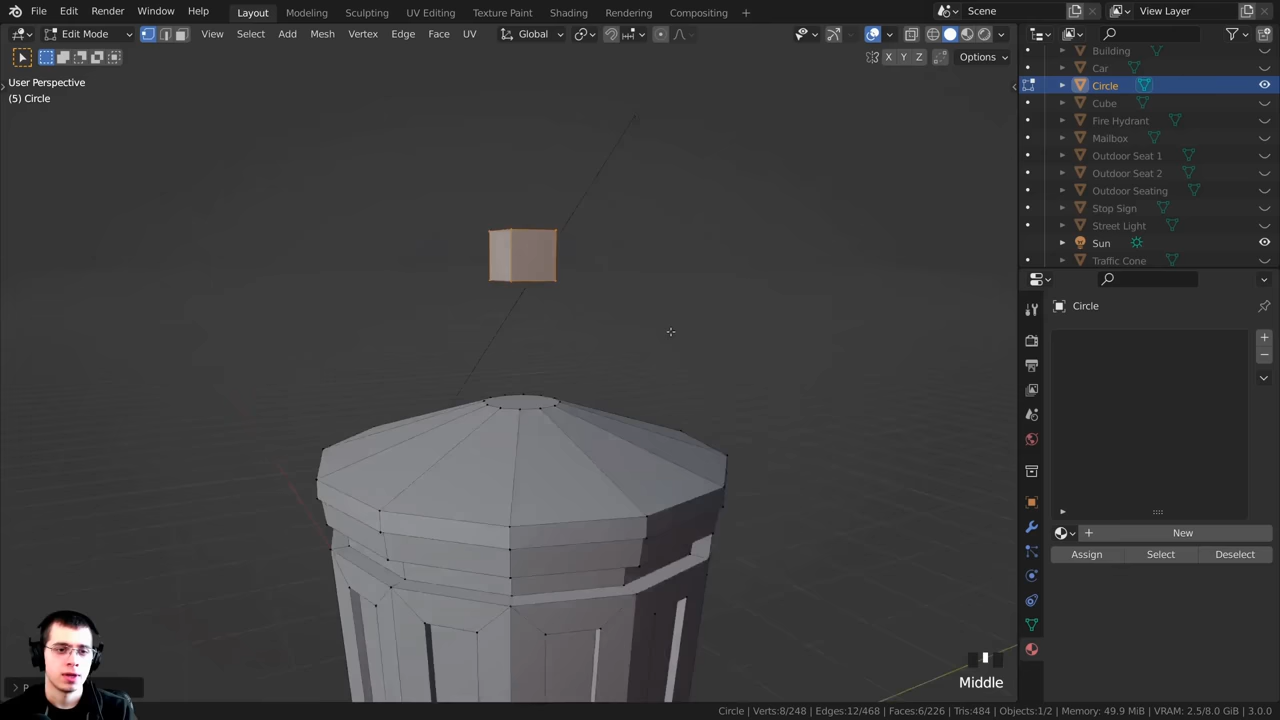 File Edit Render Window Help Layout Modeling Sculpting UV Editing Texture Paint Shading Rendering Compositing + Scene View Layer
Edit Mode View Select Add Mesh Vertex Edge Face UV Global
X Y Z Options
User Perspective
(5) Circle
Building
Car
Circle
Cube
Fire Hydrant
Mailbox
Outdoor Seat 1
Outdoor Seat 2
Outdoor Seating
Stop Sign
Street Light
Sun
Traffic Cone
Circle
New
Assign Select Deselect
Middle
Circle | Verts:8/248 | Edges:12/468 | Faces:6/226 | Tris:484 | Objects:1/2 | Memory: 49.9 MiB | VRAM: 2.5/8.0 GiB | 3.0.0